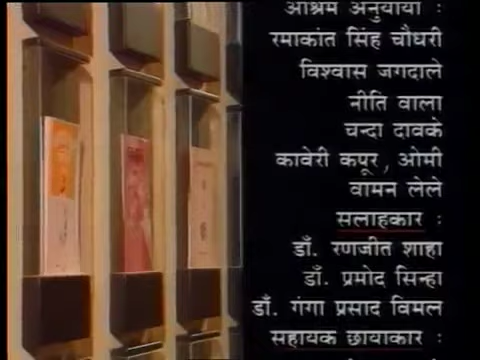 आश्रम अनुयायी :
रमाकांत सिंह चौधरी
विश्वास जगदाले
नीति वाला
चन्दा दावके
कावेरी कपूर, ओमी
वामन लेले
सलाहकार :
डाॅ. रणजीत शाहा
डाॅ. प्रमोद सिन्हा
डाॅ. गंगा प्रसाद विमल
सहायक छायाकार :